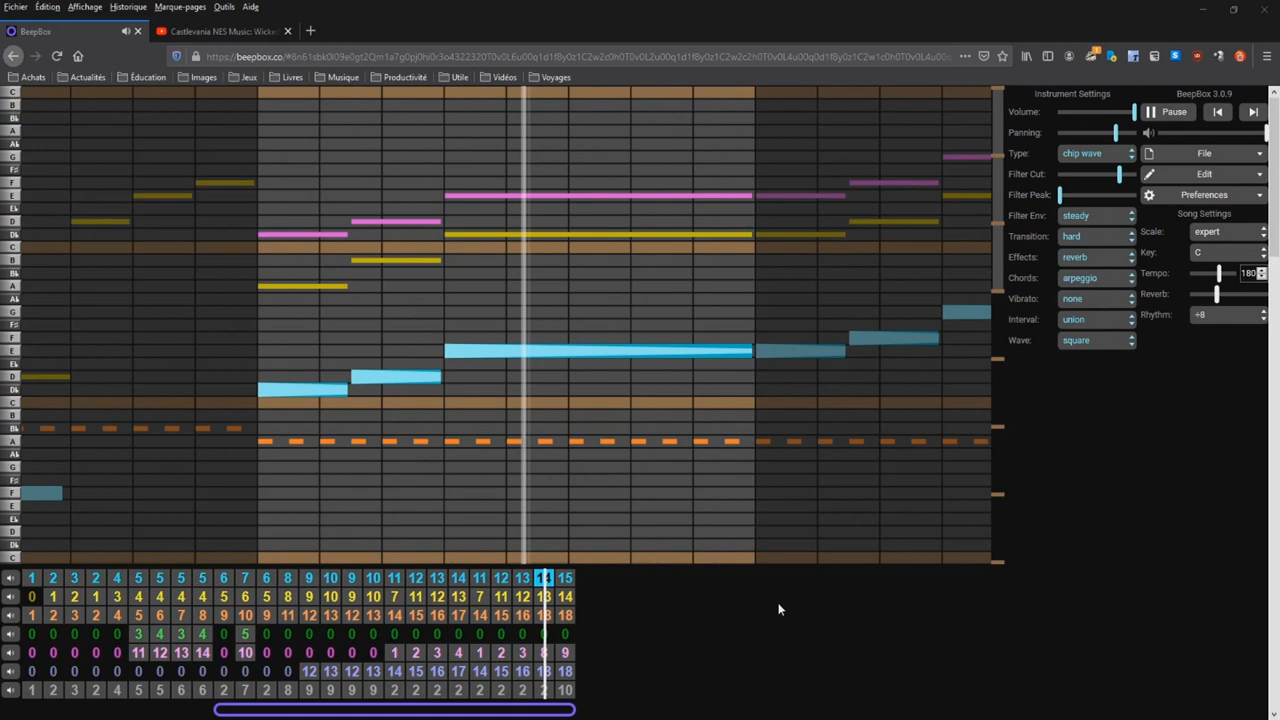 Fichier Édition Affichage Historique Marque-pages Outils Aide
BeepBox Castlevania NES Music: Wicked
https://beepbox.co/#8n61sbk0l09e0gt2Qm1a7g0pj0hi0r3o4322320T0v0L6u00q1d1f8y0z1C2w2c0h0T0v0L2u00q1d1f8y0z1C2w2c2h0T0v0L4u00q0d1f8y0z1C2w1c0h0T0v0L4u00q
Achats Actualités Éducation Images Jeux Livres Musique Productivité Utile Vidéos Voyages
C
B
B♭
A
A♭
G
F♯
F
E
E♭
D
D♭
C
B
B♭
A
A♭
G
F♯
F
E
E♭
D
D♭
C
B
B♭
A
A♭
G
F♯
F
E
E♭
D
D♭
C
Instrument Settings
Volume:
Panning:
Type: chip wave
Filter Cut:
Filter Peak:
Filter Env: steady
Transition: hard
Effects: reverb
Chords: arpeggio
Vibrato: none
Interval: union
Wave: square
BeepBox 3.0.9
Pause
File
Edit
Preferences
Song Settings
Scale: expert
Key: C
Tempo: 180
Reverb:
Rhythm: ÷8
1 2 3 2 4 5 5 5 5 6 7 6 8 9 10 9 10 11 12 13 14 11 12 13 14 15
0 1 2 1 3 4 4 4 4 5 6 5 8 9 10 9 10 7 11 12 13 7 11 12 13 14
1 2 3 2 4 5 6 7 8 9 10 9 11 12 13 12 13 14 15 16 17 14 15 16 18 18
0 0 0 0 0 3 4 3 4 0 5 0 0 0 0 0 0 0 0 0 0 0 0 0 0 0
0 0 0 0 0 11 12 13 14 0 10 0 0 0 0 0 0 1 2 3 4 1 2 3 8 9
0 0 0 0 0 0 0 0 0 0 0 0 0 12 13 12 13 14 15 16 17 14 15 16 18 18
1 2 3 2 4 5 5 6 6 2 7 2 8 9 9 9 9 2 2 2 2 2 2 2 2 10